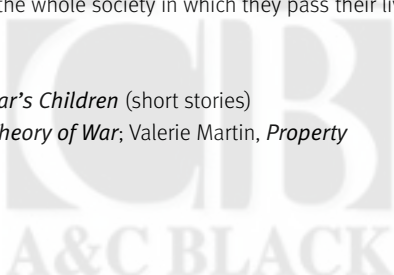 the whole society in which they pass their liv
ar’s Children (short stories)
heory of War; Valerie Martin, Property
A&C BLACK